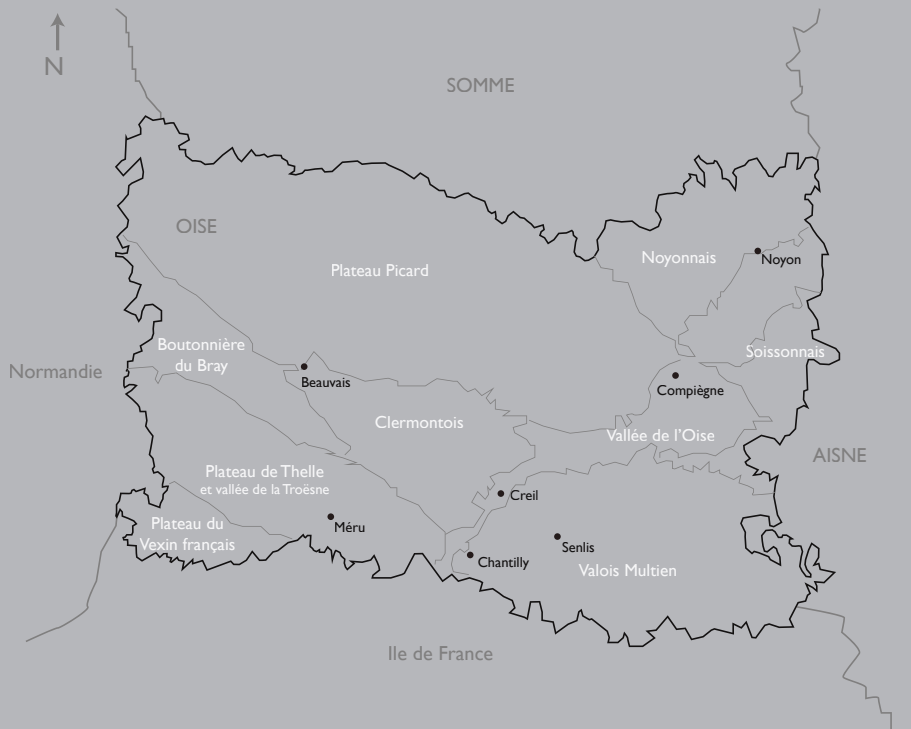 N
SOMME
OISE
Noyonnais
Noyon
Plateau Picard
Boutonnière
du Bray
Soissonnais
Normandie
Beauvais
Compiègne
Clermontois
Vallée de l'Oise
AISNE
Plateau de Thelle
et vallée de la Troësne
Creil
Plateau du
Vexin français
Méru
Senlis
Chantilly
Valois Multien
Ile de France